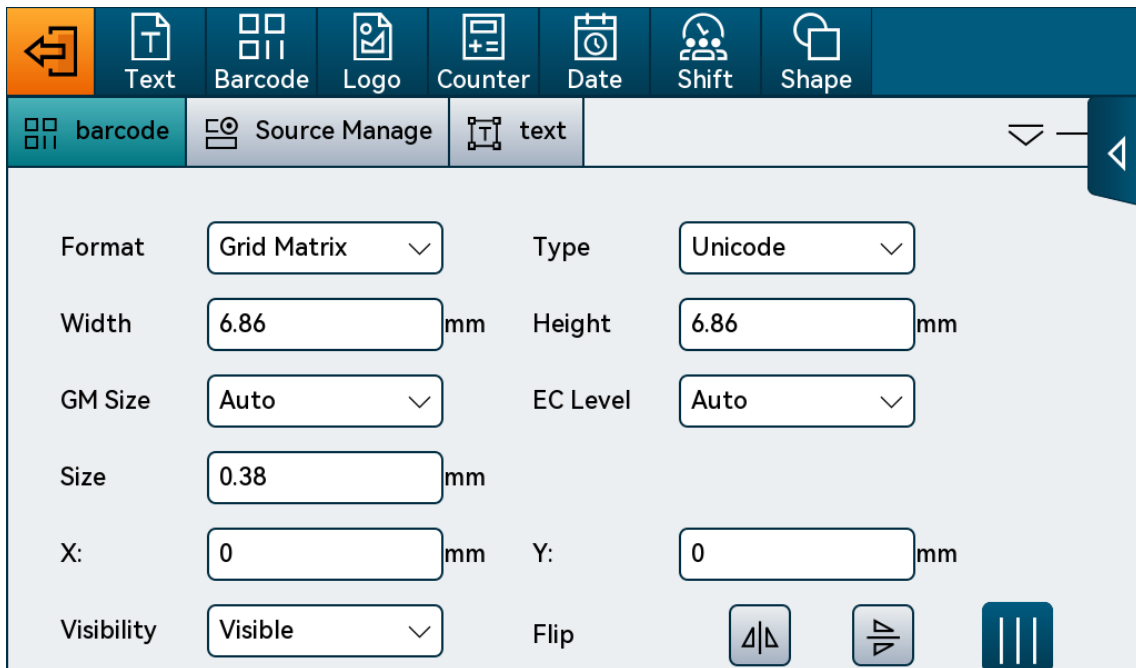 Text Barcode Logo Counter Date Shift Shape
barcode Source Manage text
Format Grid Matrix Type Unicode
Width 6.86 mm Height 6.86 mm
GM Size Auto EC Level Auto
Size 0.38 mm
X: 0 mm Y: 0 mm
Visibility Visible Flip